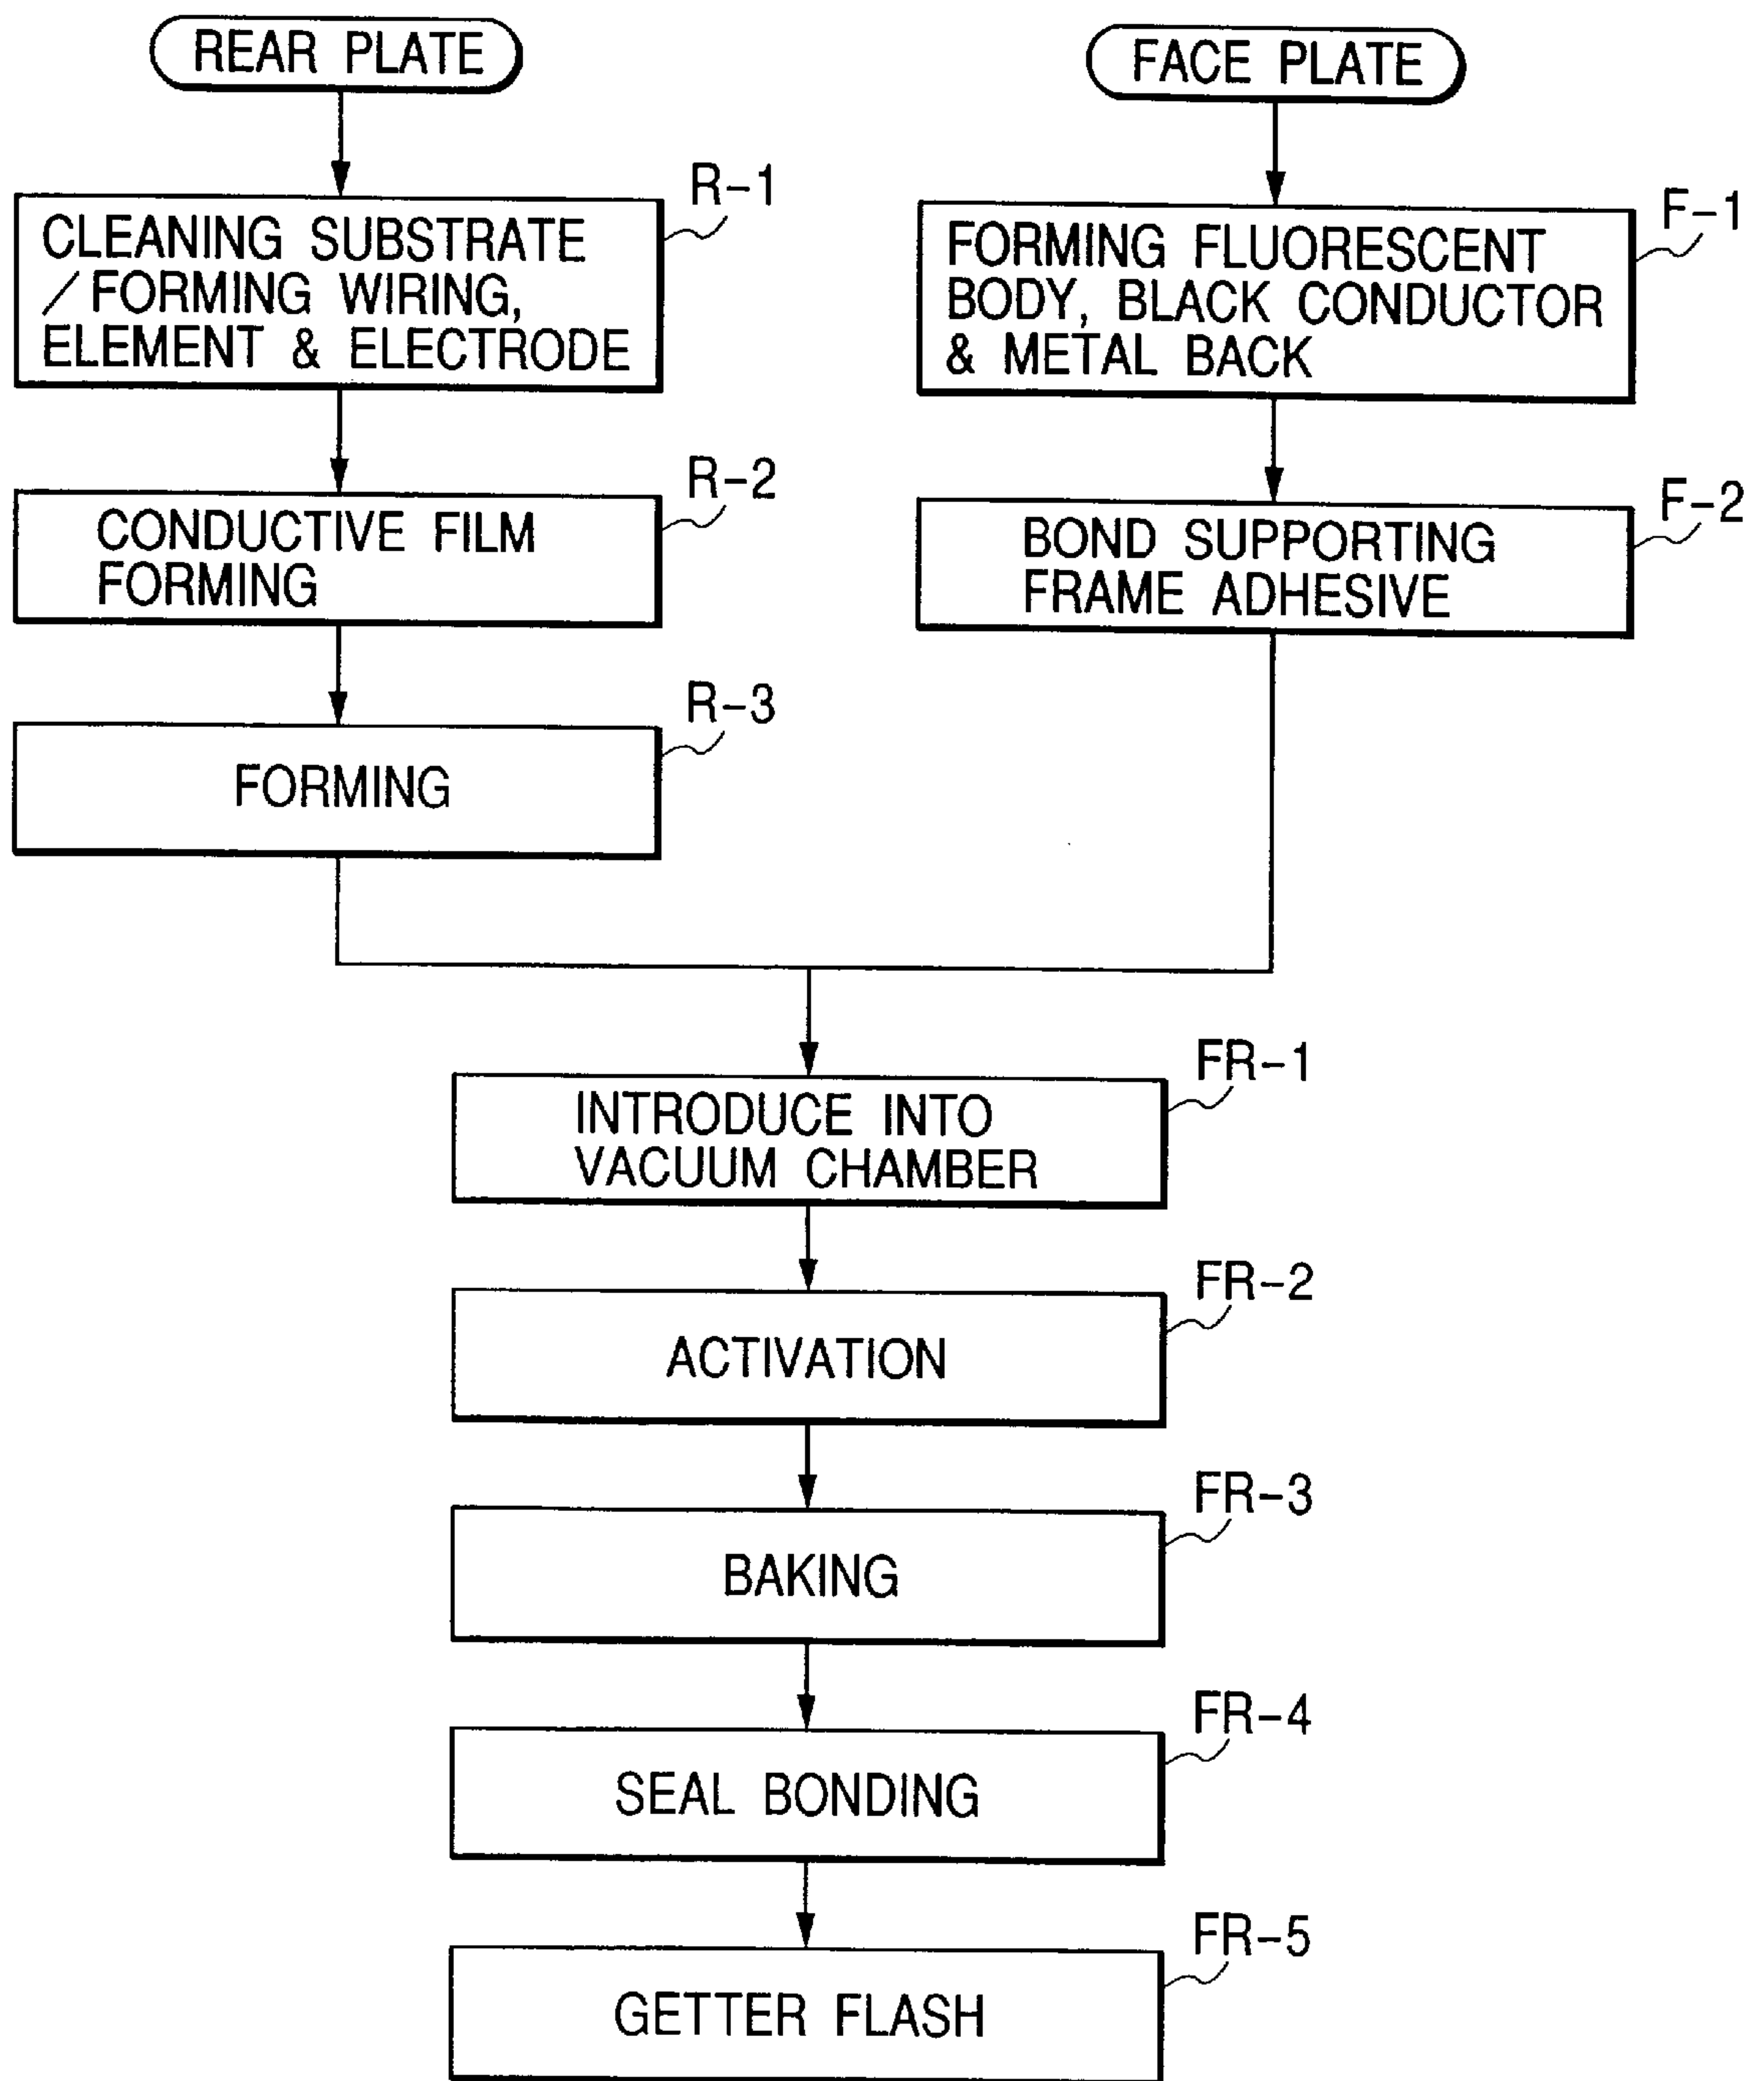 REAR PLATE
R-1
CLEANING SUBSTRATE
/FORMING WIRING,
ELEMENT & ELECTRODE
R-2
CONDUCTIVE FILM
FORMING
R-3
FORMING
FACE PLATE
F-1
FORMING FLUORESCENT
BODY, BLACK CONDUCTOR
& METAL BACK
F-2
BOND SUPPORTING
FRAME ADHESIVE
FR-1
INTRODUCE INTO
VACUUM CHAMBER
FR-2
ACTIVATION
FR-3
BAKING
FR-4
SEAL BONDING
FR-5
GETTER FLASH